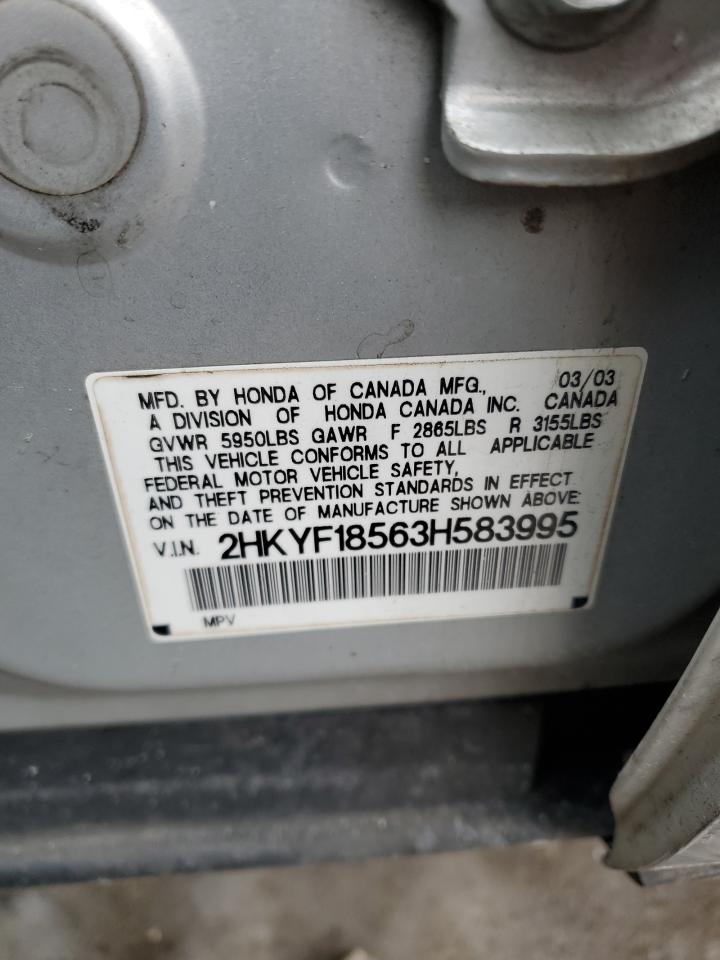 MFD. BY HONDA OF CANADA MFG., 03/03
A DIVISION OF HONDA CANADA INC. CANADA
GVWR 5950LBS GAWR F 2865LBS R 3155LBS
THIS VEHICLE CONFORMS TO ALL APPLICABLE
FEDERAL MOTOR VEHICLE SAFETY,
AND THEFT PREVENTION STANDARDS IN EFFECT
ON THE DATE OF MANUFACTURE SHOWN ABOVE.
V.I.N. 2HKYF18563H583995
MPV